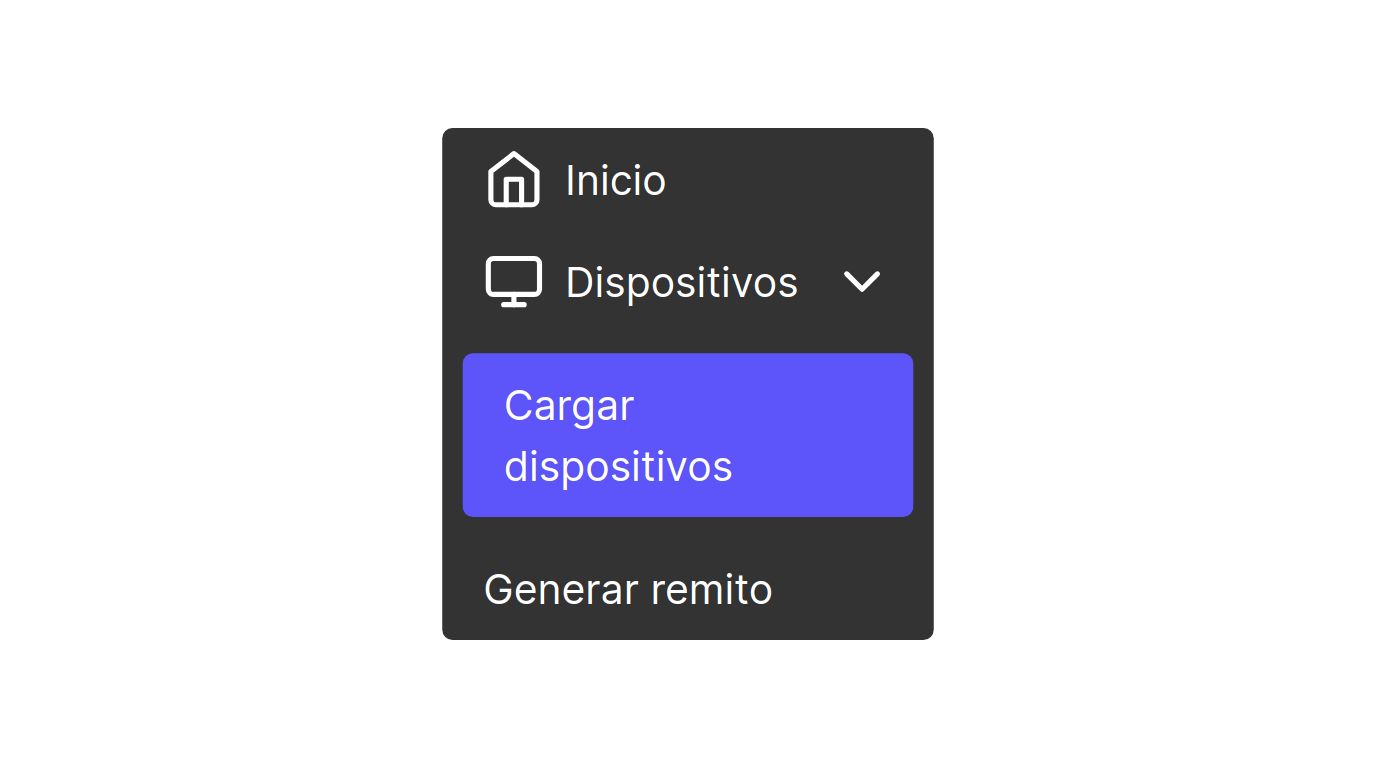 Inicio
Dispositivos
Cargar
dispositivos
Generar remito